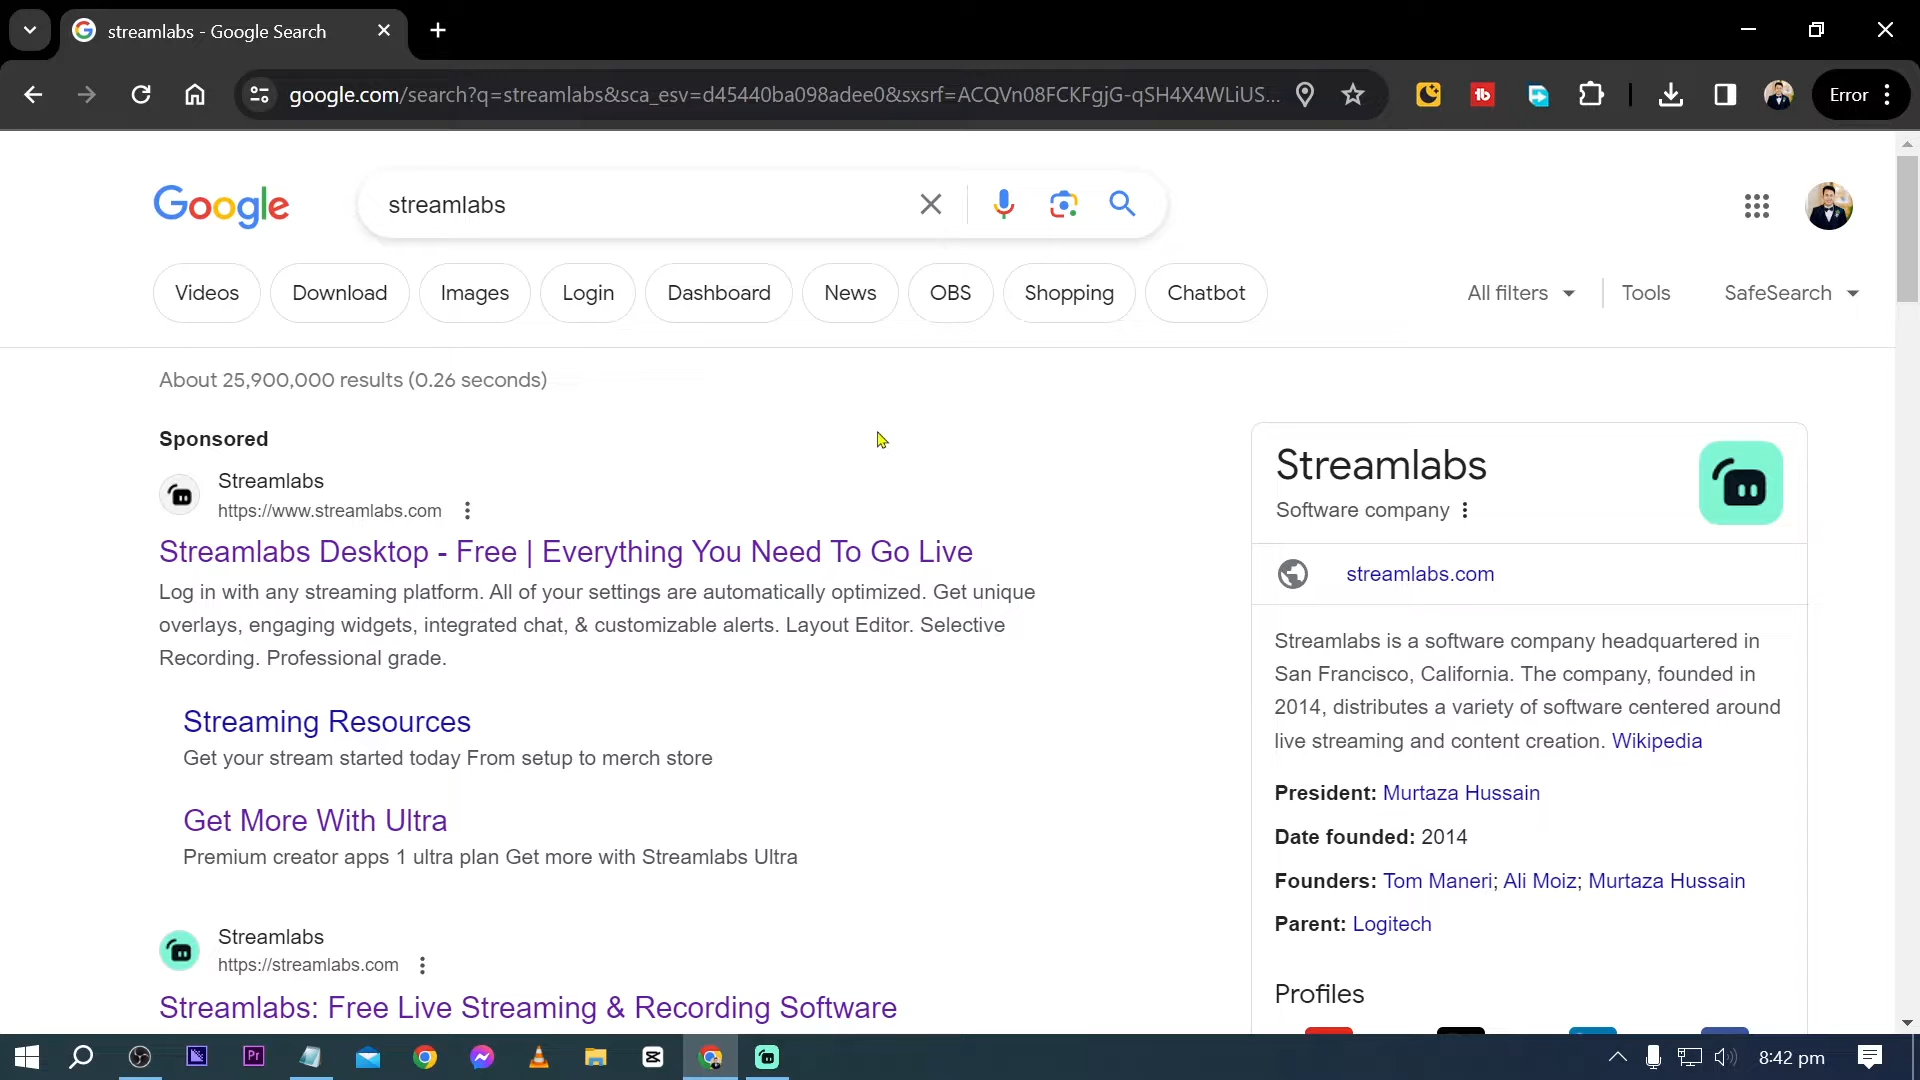 streamlabs - Google Search
google.com/search?q=streamlabs&sca_esv=d45440ba098adee0&sxsrf=ACQVn08FCKFgjG-qSH4X4WLiUS...
Error
Google
streamlabs
Videos
Download
Images
Login
Dashboard
News
OBS
Shopping
Chatbot
All filters
Tools
SafeSearch
About 25,900,000 results (0.26 seconds)
Sponsored
Streamlabs
https://www.streamlabs.com
Streamlabs Desktop - Free | Everything You Need To Go Live
Log in with any streaming platform. All of your settings are automatically optimized. Get unique
overlays, engaging widgets, integrated chat, & customizable alerts. Layout Editor. Selective
Recording. Professional grade.
Streaming Resources
Get your stream started today From setup to merch store
Get More With Ultra
Premium creator apps 1 ultra plan Get more with Streamlabs Ultra
Streamlabs
https://streamlabs.com
Streamlabs: Free Live Streaming & Recording Software
Streamlabs
Software company
streamlabs.com
Streamlabs is a software company headquartered in
San Francisco, California. The company, founded in
2014, distributes a variety of software centered around
live streaming and content creation. Wikipedia
President: Murtaza Hussain
Date founded: 2014
Founders: Tom Maneri; Ali Moiz; Murtaza Hussain
Parent: Logitech
Profiles
tb
Pr
8:42 pm